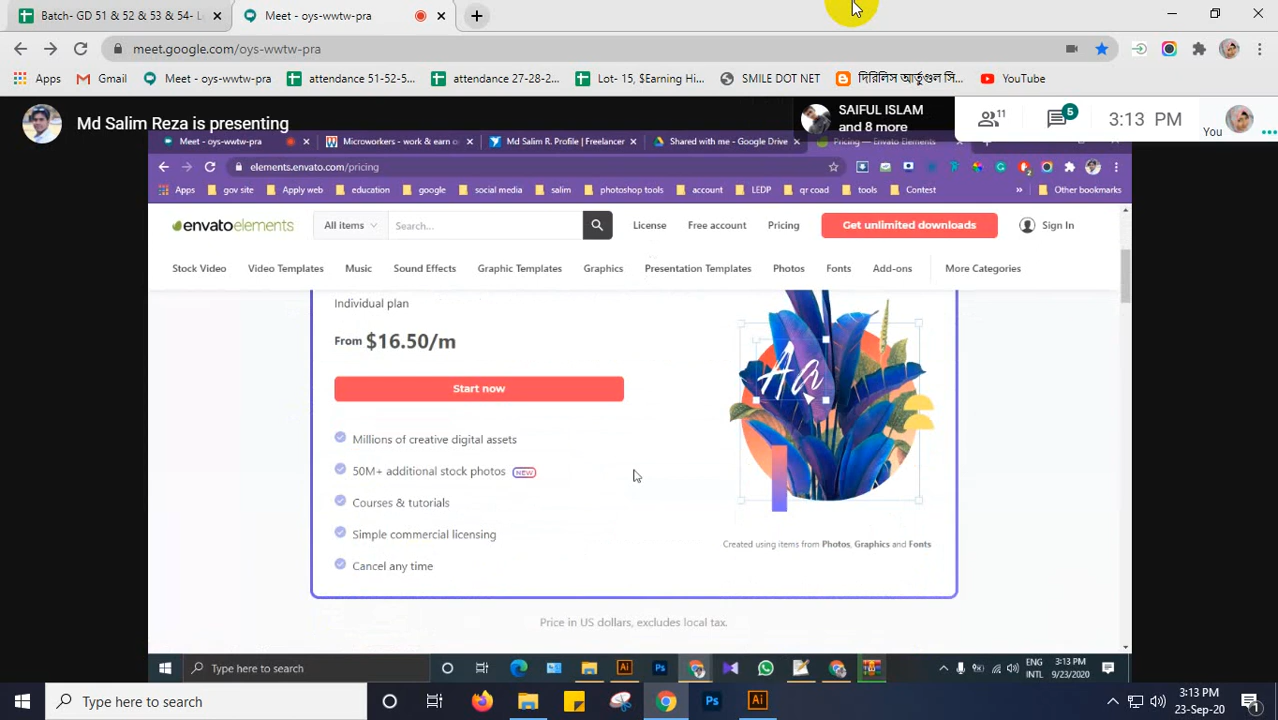 Batch- GD 51 & 52 & 53 & 54- L
Meet - oys-wwtw-pra
meet.google.com/oys-wwtw-pra
Apps
Gmail
Meet - oys-wwtw-pra
attendance 51-52-5...
attendance 27-28-2...
Lot- 15, $Earning Hi...
SMILE DOT NET
দিরিলিস আর্তুগুল সি...
YouTube
Md Salim Reza is presenting
SAIFUL ISLAM
and 8 more
11
5
3:13 PM
You
Meet - oys-wwtw-pra
Microworkers - work & earn o
Md Salim R. Profile | Freelancer
Shared with me - Google Drive
Pricing — Envato Elements
elements.envato.com/pricing
Apps
gov site
Apply web
education
google
social media
salim
photoshop tools
account
LEDP
qr coad
tools
Contest
»
Other bookmarks
envatoelements
All items
Search...
License
Free account
Pricing
Get unlimited downloads
Sign In
Stock Video
Video Templates
Music
Sound Effects
Graphic Templates
Graphics
Presentation Templates
Photos
Fonts
Add-ons
More Categories
Individual plan
From $16.50/m
Start now
Millions of creative digital assets
50M+ additional stock photos NEW
Courses & tutorials
Simple commercial licensing
Cancel any time
Aa
Created using items from Photos, Graphics and Fonts
Price in US dollars, excludes local tax.
Type here to search
ENG
INTL
3:13 PM
9/23/2020
Type here to search
3:13 PM
23-Sep-20
1